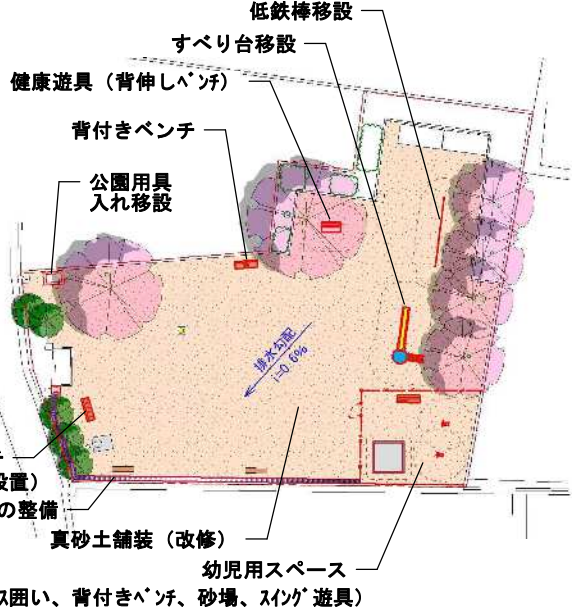 低鉄棒移設
すべり台移設
健康遊具（背伸しﾍﾞﾝﾁ）
背付きベンチ
公園用具
入れ移設
排水勾配
i=0.6%
設置）
の整備
真砂土舗装（改修）
幼児用スペース
ｽ囲い、背付きﾍﾞﾝﾁ、砂場、ｽｲﾝｸﾞ遊具）